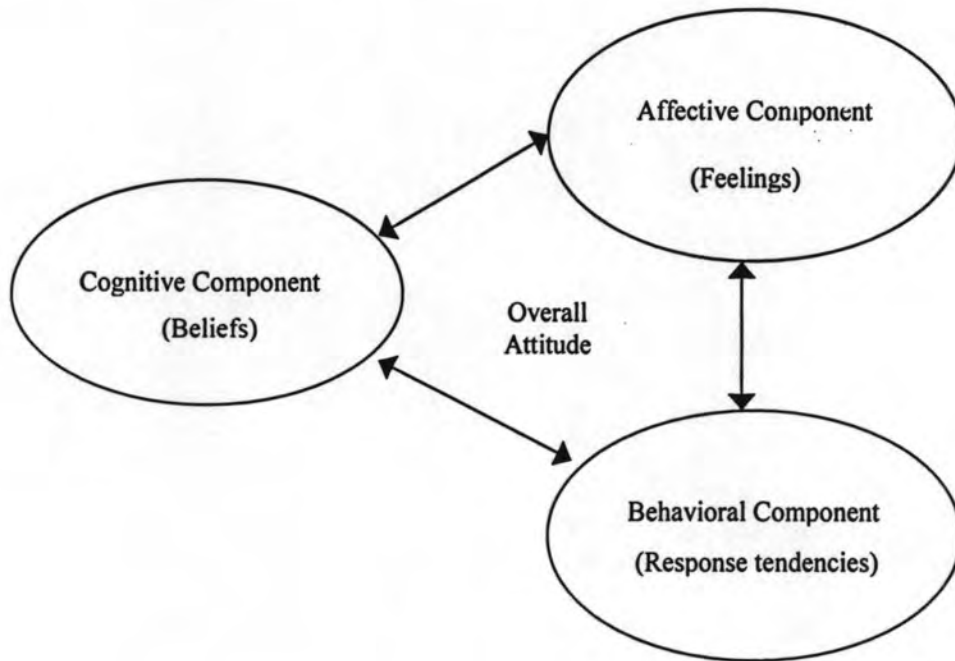 Affective Component
(Feelings)
Cognitive Component
(Beliefs)
Overall
Attitude
Behavioral Component
(Response tendencies)